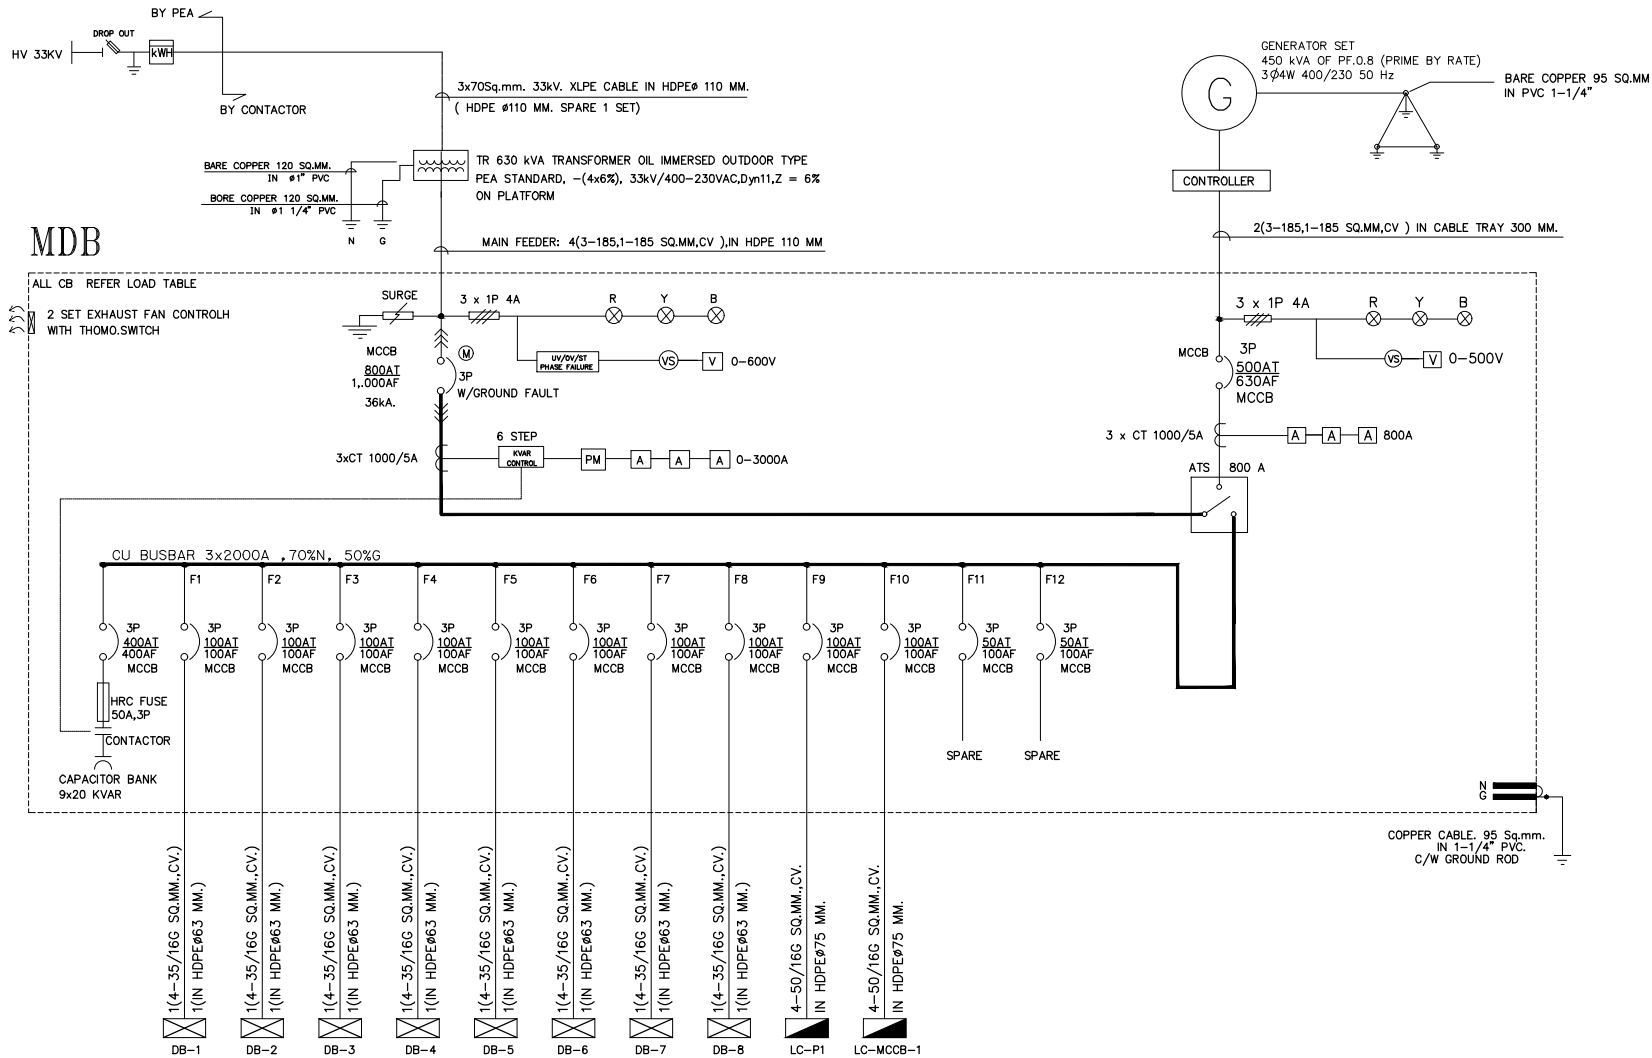 BY PEA
DROP OUT
HV 33KV
kWH
BY CONTACTOR
3x70Sq.mm. 33kV. XLPE CABLE IN HDPEø 110 MM.
( HDPE ø110 MM. SPARE 1 SET)
BARE COPPER 120 SQ.MM.
IN ø1" PVC
BORE COPPER 120 SQ.MM.
IN ø1 1/4" PVC
N
G
TR 630 kVA TRANSFORMER OIL IMMERSED OUTDOOR TYPE
PEA STANDARD, -(4x6%), 33kV/400-230VAC,Dyn11,Z = 6%
ON PLATFORM
MAIN FEEDER: 4(3-185,1-185 SQ.MM,CV ),IN HDPE 110 MM
G
GENERATOR SET
450 kVA OF PF.0.8 (PRIME BY RATE)
3Ø4W 400/230 50 Hz
BARE COPPER 95 SQ.MM
IN PVC 1-1/4"
CONTROLLER
2(3-185,1-185 SQ.MM,CV ) IN CABLE TRAY 300 MM.
MDB
ALL CB REFER LOAD TABLE
2 SET EXHAUST FAN CONTROLH
WITH THOMO.SWITCH
SURGE
3 x 1P 4A
R
Y
B
UV/OV/ST
PHASE FAILURE
VS
V
0-600V
MCCB
800AT
1,.000AF
36kA.
M
3P
W/GROUND FAULT
3xCT 1000/5A
6 STEP
KVAR
CONTROL
PM
A
A
A
0-3000A
3 x 1P 4A
R
Y
B
VS
V
0-500V
MCCB
3P
500AT
630AF
MCCB
3 x CT 1000/5A
A
A
A
800A
ATS 800 A
CU BUSBAR 3x2000A ,70%N, 50%G
F1
F2
F3
F4
F5
F6
F7
F8
F9
F10
F11
F12
3P
400AT
400AF
MCCB
3P
100AT
100AF
MCCB
3P
100AT
100AF
MCCB
3P
100AT
100AF
MCCB
3P
100AT
100AF
MCCB
3P
100AT
100AF
MCCB
3P
100AT
100AF
MCCB
3P
100AT
100AF
MCCB
3P
100AT
100AF
MCCB
3P
100AT
100AF
MCCB
3P
100AT
100AF
MCCB
3P
50AT
100AF
MCCB
3P
50AT
100AF
MCCB
HRC FUSE
50A,3P
CONTACTOR
CAPACITOR BANK
9x20 KVAR
SPARE
SPARE
N
G
COPPER CABLE. 95 Sq.mm.
IN 1-1/4" PVC.
C/W GROUND ROD
1(4-35/16G SQ.MM.,CV.)
1(IN HDPEø63 MM.)
1(4-35/16G SQ.MM.,CV.)
1(IN HDPEø63 MM.)
1(4-35/16G SQ.MM.,CV.)
1(IN HDPEø63 MM.)
1(4-35/16G SQ.MM.,CV.)
1(IN HDPEø63 MM.)
1(4-35/16G SQ.MM.,CV.)
1(IN HDPEø63 MM.)
1(4-35/16G SQ.MM.,CV.)
1(IN HDPEø63 MM.)
1(4-35/16G SQ.MM.,CV.)
1(IN HDPEø63 MM.)
1(4-35/16G SQ.MM.,CV.)
1(IN HDPEø63 MM.)
4-50/16G SQ.MM.,CV.
IN HDPEø75 MM.
4-50/16G SQ.MM.,CV.
IN HDPEø75 MM.
DB-1
DB-2
DB-3
DB-4
DB-5
DB-6
DB-7
DB-8
LC-P1
LC-MCCB-1